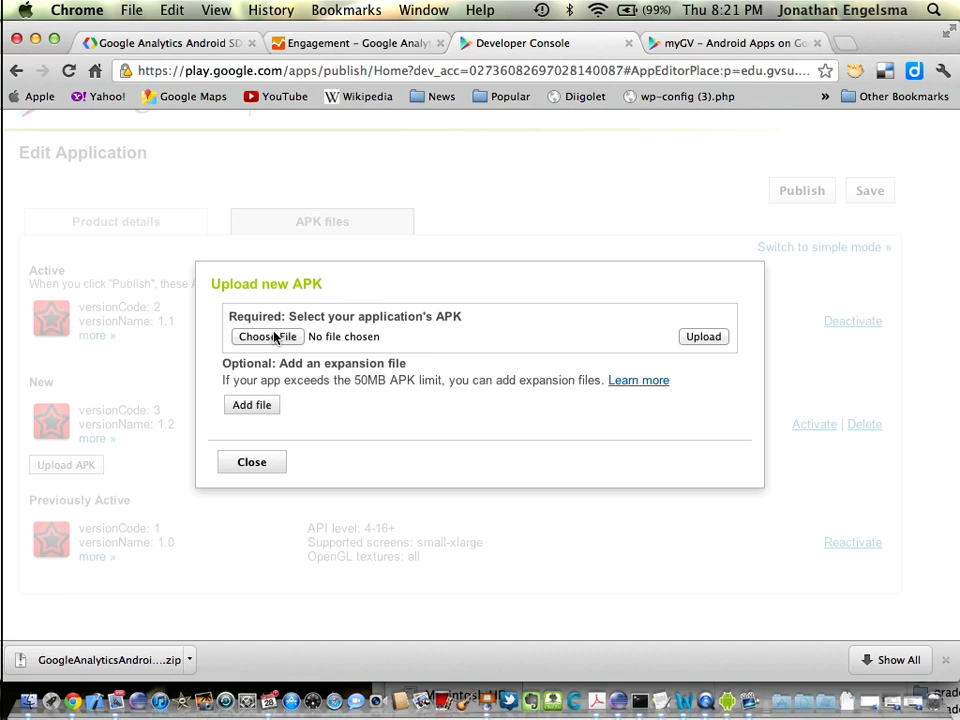 Chrome File Edit View History Bookmarks Window Help (99%) Thu 8:21 PM Jonathan Engelsma
Google Analytics Android SD × Engagement – Google Analyt × Developer Console × myGV – Android Apps on Go ×
https://play.google.com/apps/publish/Home?dev_acc=02736082697028140087#AppEditorPlace:p=edu.gvsu....
Apple Yahoo! Google Maps YouTube Wikipedia News Popular Diigolet wp-config (3).php » Other Bookmarks
Edit Application
Publish Save
Product details APK files
Switch to simple mode »
Active
When you click "Publish", these A
versionCode: 2
versionName: 1.1
more »
Deactivate
Upload new APK
Required: Select your application's APK
Choose File No file chosen Upload
Optional: Add an expansion file
If your app exceeds the 50MB APK limit, you can add expansion files. Learn more
Add file
Close
New
versionCode: 3
versionName: 1.2
more »
Activate | Delete
Upload APK
Previously Active
versionCode: 1
versionName: 1.0
more »
API level: 4-16+
Supported screens: small-xlarge
OpenGL textures: all
Reactivate
GoogleAnalyticsAndroi....zip
Show All ×